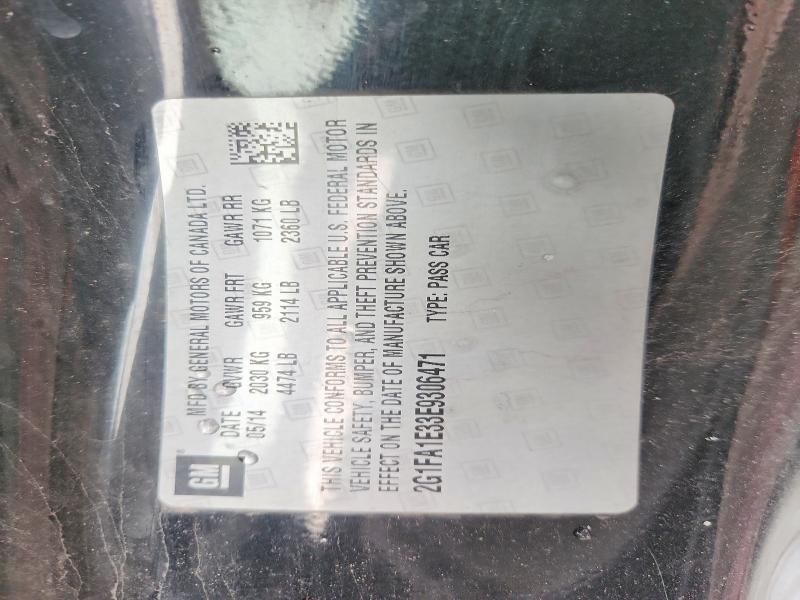 GM
MFD BY GENERAL MOTORS OF CANADA LTD.
DATE GVWR GAWR FRT GAWR RR
05/14 2030 KG 959 KG 1071 KG
4474 LB 2114 LB 2360 LB
THIS VEHICLE CONFORMS TO ALL APPLICABLE U.S. FEDERAL MOTOR
VEHICLE SAFETY, BUMPER, AND THEFT PREVENTION STANDARDS IN
EFFECT ON THE DATE OF MANUFACTURE SHOWN ABOVE.
2G1FA1E33E9306471 TYPE: PASS CAR